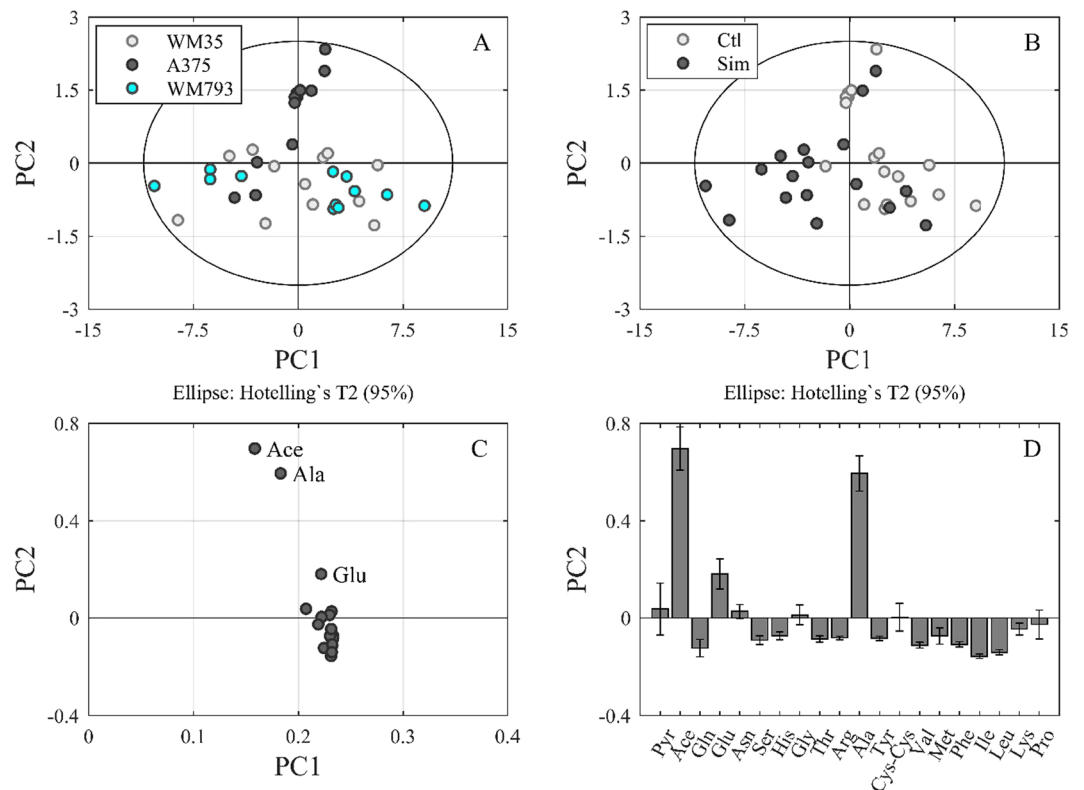 3
1.5
0
-1.5
-3
PC2
WM35
A375
WM793
A
-15
-7.5
0
7.5
15
PC1
Ellipse: Hotelling`s T2 (95%)
3
1.5
0
-1.5
-3
PC2
Ctl
Sim
B
-15
-7.5
0
7.5
15
PC1
Ellipse: Hotelling`s T2 (95%)
0.8
0.4
0
-0.4
PC2
Ace
Ala
Glu
C
0
0.1
0.2
0.3
0.4
PC1
0.8
0.4
0
-0.4
PC2
D
Pyr
Ace
Gln
Glu
Asn
Ser
His
Gly
Thr
Arg
Ala
Tyr
Cys-Cys
Val
Met
Phe
Ile
Leu
Lys
Pro